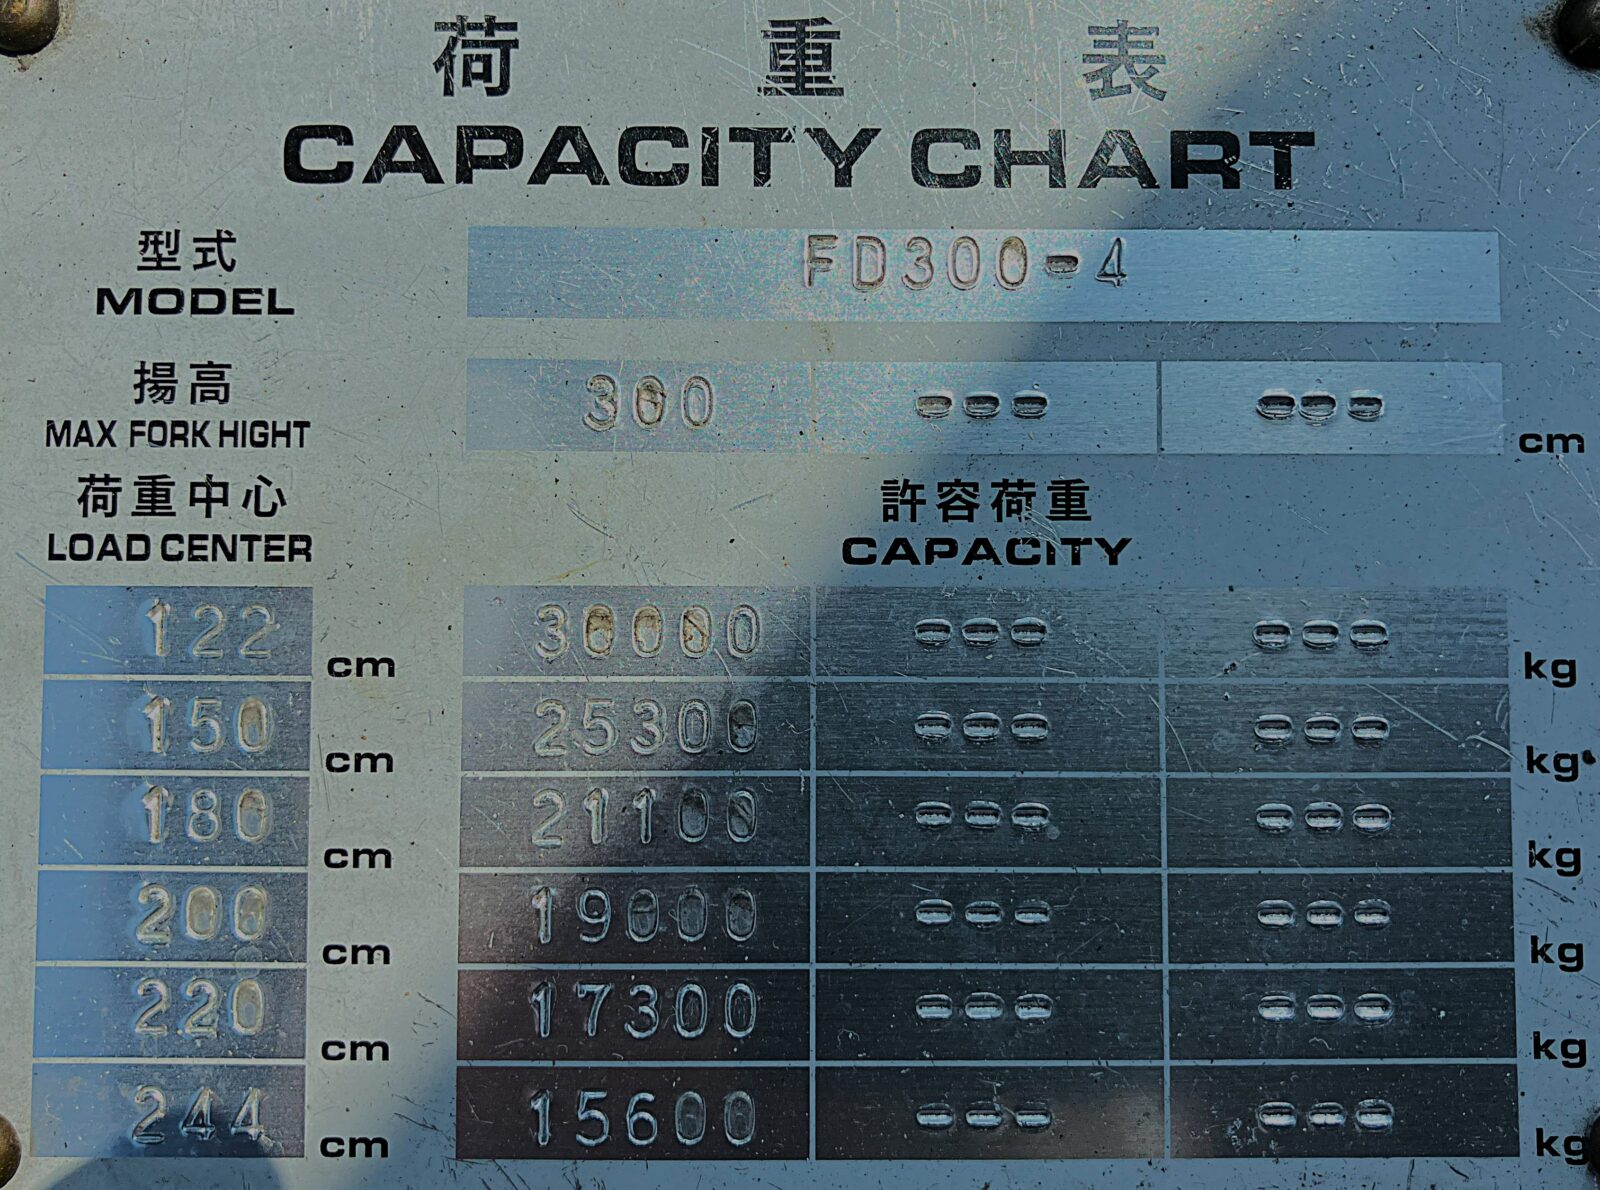 荷重表
CAPACITY CHART
型式
MODEL FD300-4
揚高
MAX FORK HIGHT 300 --- --- cm
荷重中心 許容荷重
LOAD CENTER CAPACITY
122 cm 30000 --- --- kg
150 cm 25300 --- --- kg
180 cm 21100 --- --- kg
200 cm 19000 --- --- kg
220 cm 17300 --- --- kg
244 cm 15600 --- --- kg